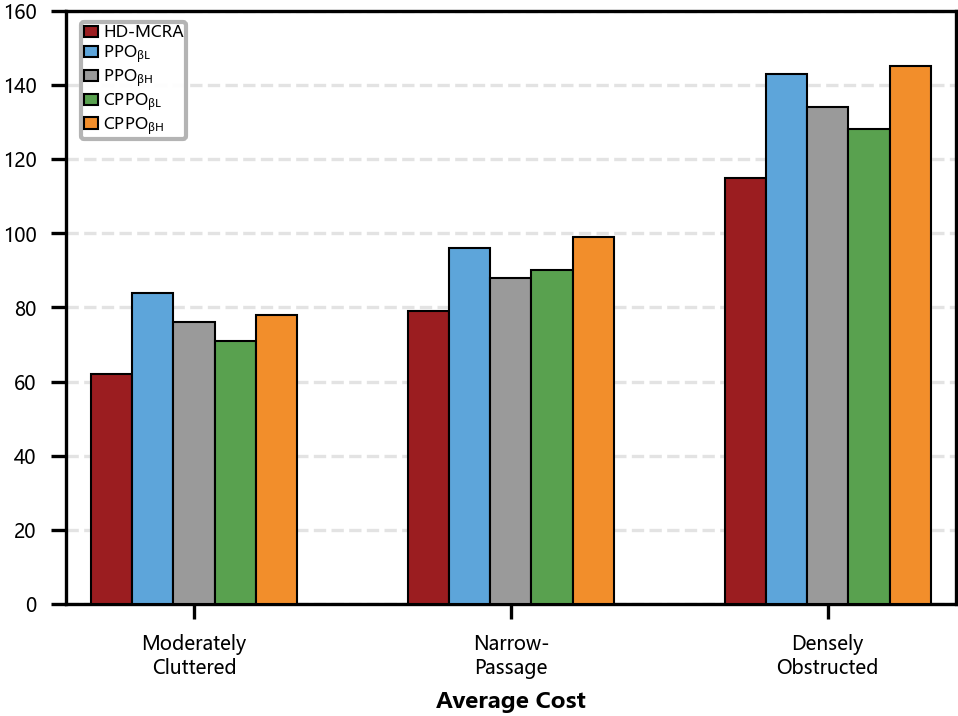 160
140
120
100
80
60
40
20
0
HD-MCRA
PPOβL
PPOβH
CPPOβL
CPPOβH
Moderately
Cluttered
Narrow-
Passage
Densely
Obstructed
Average Cost